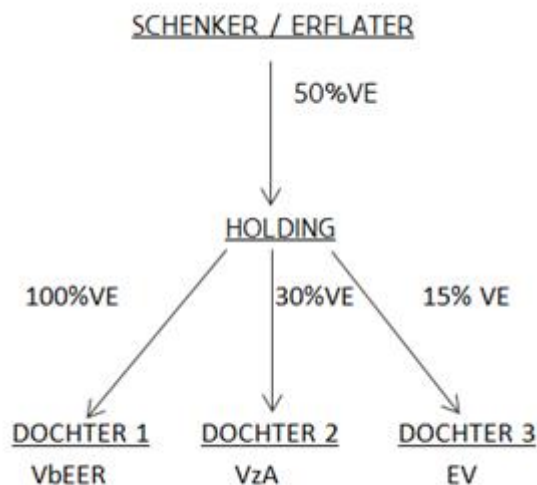 SCHENKER / ERFLATER
50%VE
HOLDING
100%VE 30%VE 15% VE
DOCHTER 1 DOCHTER 2 DOCHTER 3
VbEER VzA EV